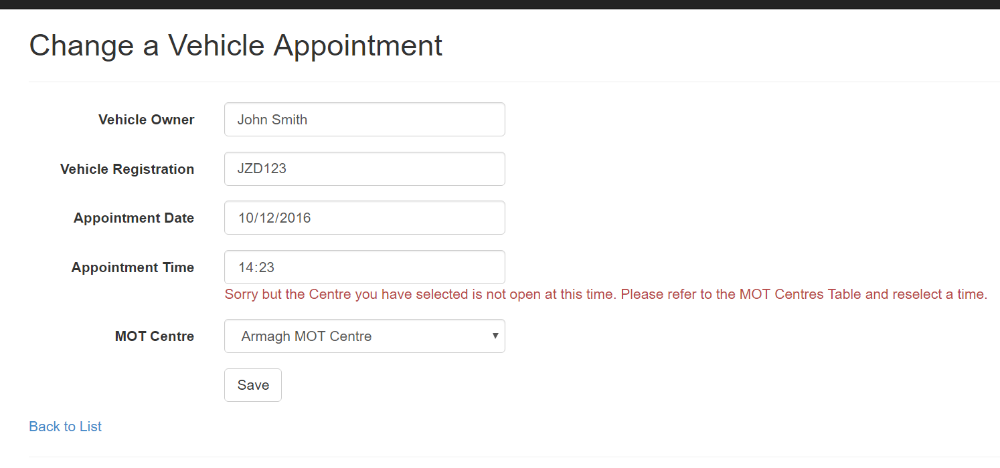 Change a Vehicle Appointment
Vehicle Owner John Smith
Vehicle Registration JZD123
Appointment Date 10/12/2016
Appointment Time 14:23
Sorry but the Centre you have selected is not open at this time. Please refer to the MOT Centres Table and reselect a time.
MOT Centre Armagh MOT Centre
Save
Back to List